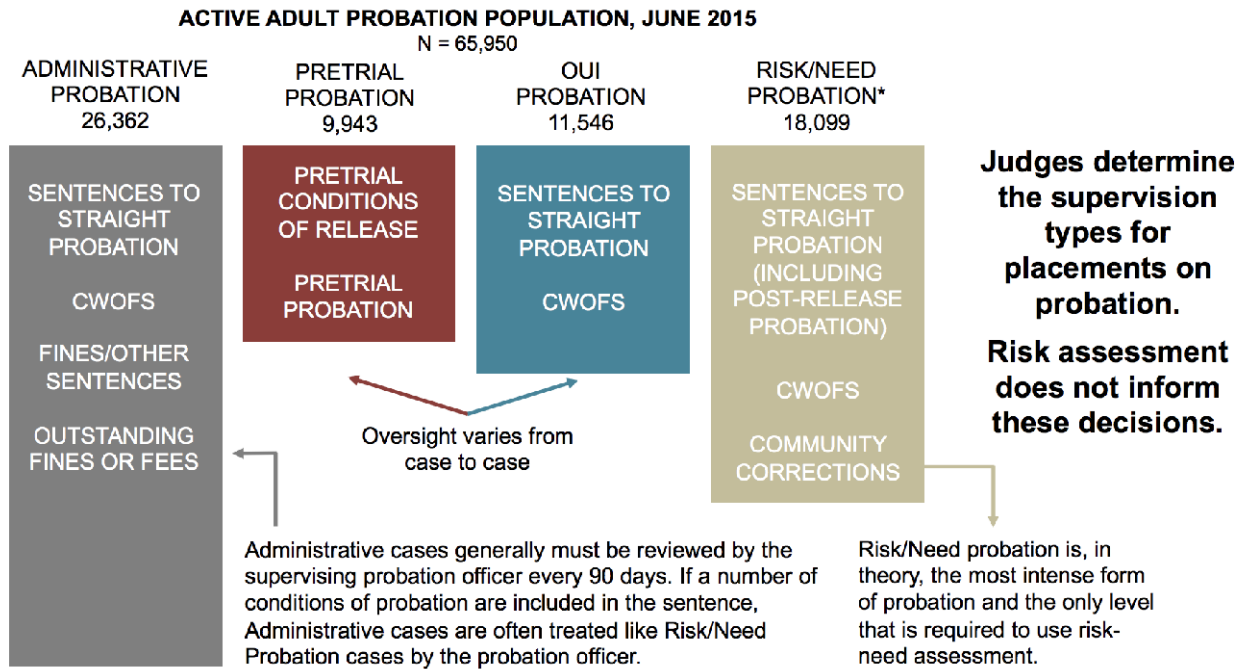 ACTIVE ADULT PROBATION POPULATION, JUNE 2015
N = 65,950
ADMINISTRATIVE
PROBATION
26,362
PRETRIAL
PROBATION
9,943
OUI
PROBATION
11,546
RISK/NEED
PROBATION*
18,099
SENTENCES TO
STRAIGHT
PROBATION
CWOFS
FINES/OTHER
SENTENCES
OUTSTANDING
FINES OR FEES
PRETRIAL
CONDITIONS
OF RELEASE
PRETRIAL
PROBATION
SENTENCES TO
STRAIGHT
PROBATION
CWOFS
SENTENCES TO
STRAIGHT
PROBATION
(INCLUDING
POST-RELEASE
PROBATION)
CWOFS
COMMUNITY
CORRECTIONS
Judges determine
the supervision
types for
placements on
probation.
Risk assessment
does not inform
these decisions.
Oversight varies from
case to case
Administrative cases generally must be reviewed by the
supervising probation officer every 90 days. If a number of
conditions of probation are included in the sentence,
Administrative cases are often treated like Risk/Need
Probation cases by the probation officer.
Risk/Need probation is, in
theory, the most intense form
of probation and the only level
that is required to use risk-
need assessment.